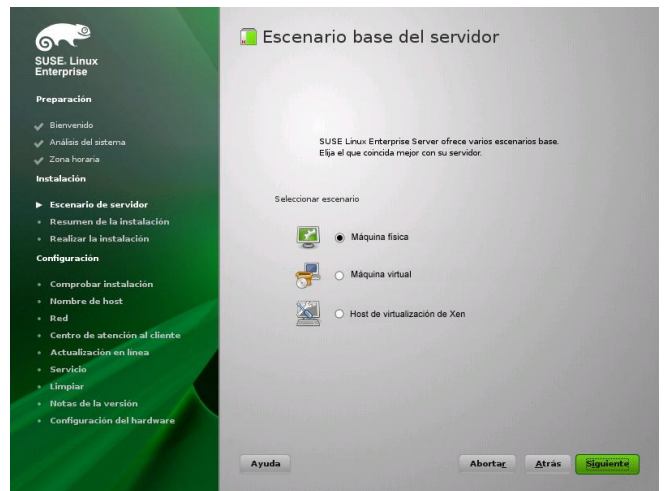 SUSE. Linux
Enterprise
Preparación
Bienvenido
Análisis del sistema
Zona horaria
Instalación
Escenario de servidor
Resumen de la instalación
Realizar la instalación
Configuración
Comprobar instalación
Nombre de host
Red
Centro de atención al cliente
Actualización en línea
Servicio
Limpiar
Notas de la versión
Configuración del hardware
Escenario base del servidor
SUSE Linux Enterprise Server ofrece varios escenarios base.
Elija el que coincida mejor con su servidor.
Seleccionar escenario
Máquina física
Máquina virtual
Host de virtualización de Xen
Ayuda
Abortar
Atrás
Siguiente